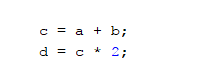 c = a + b;
d = c * 2;